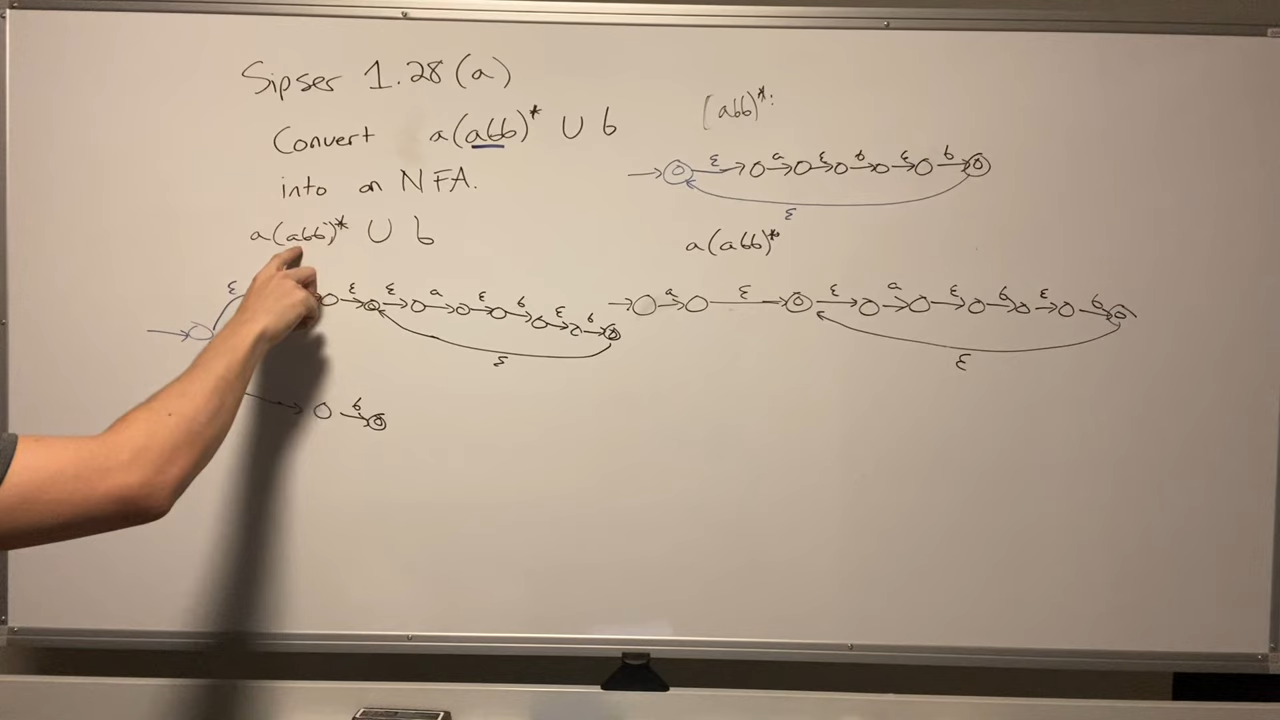 Sipser 1.28(a)
Convert a(abb)* ∪ b
into an NFA.
a(abb)* ∪ b
ε ε ε a ε b ε b
ε
b
(abb)*:
ε a ε b ε b
ε
a(abb)*
a ε ε a ε b ε b
ε